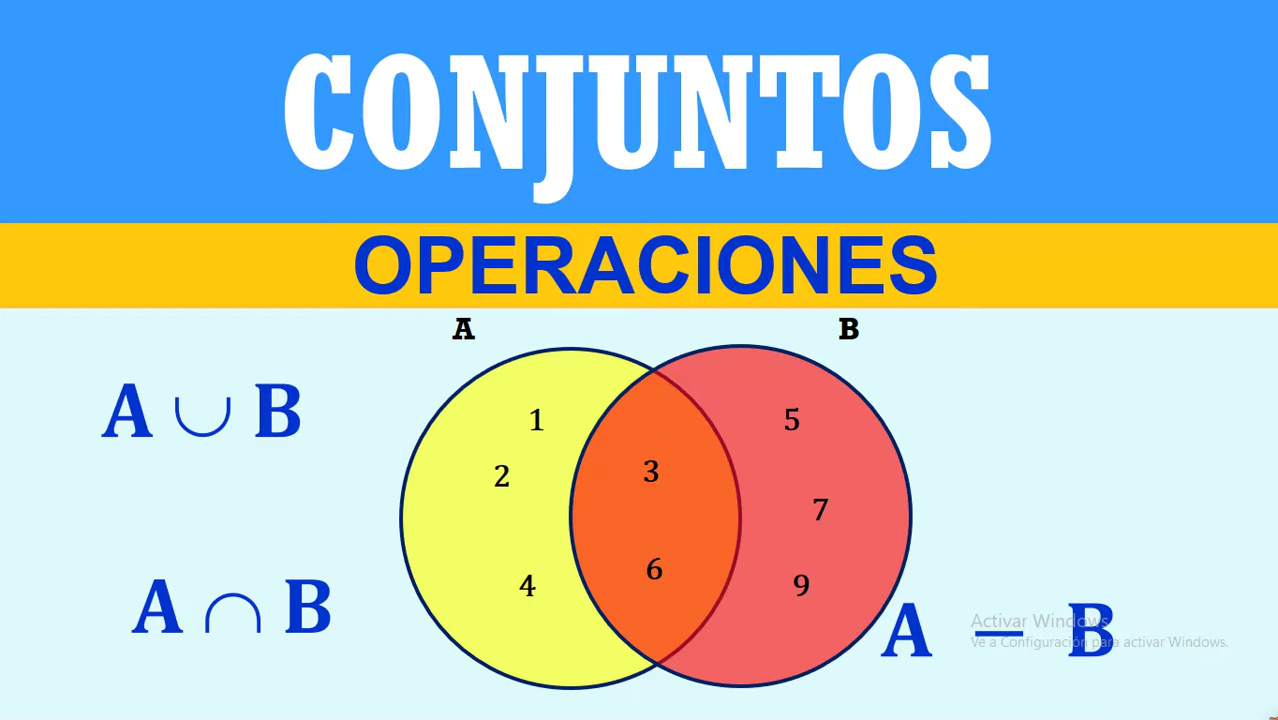 CONJUNTOS
OPERACIONES
A B
A ∪ B
1 5
2 3
7
6
4 9
A ∩ B
A − B
Activar Windows
Ve a Configuración para activar Windows.